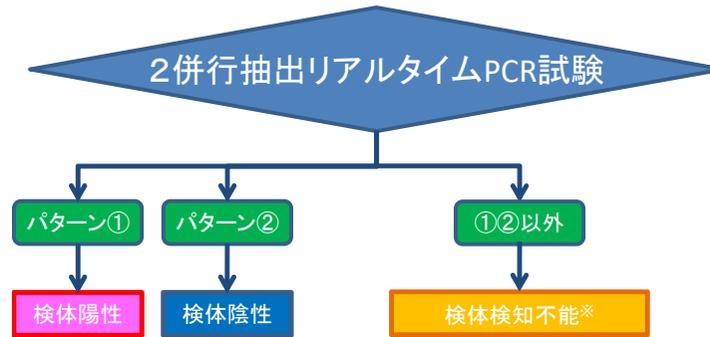 ２併行抽出リアルタイムPCR試験
パターン①
パターン②
①②以外
検体陽性
検体陰性
検体検知不能※